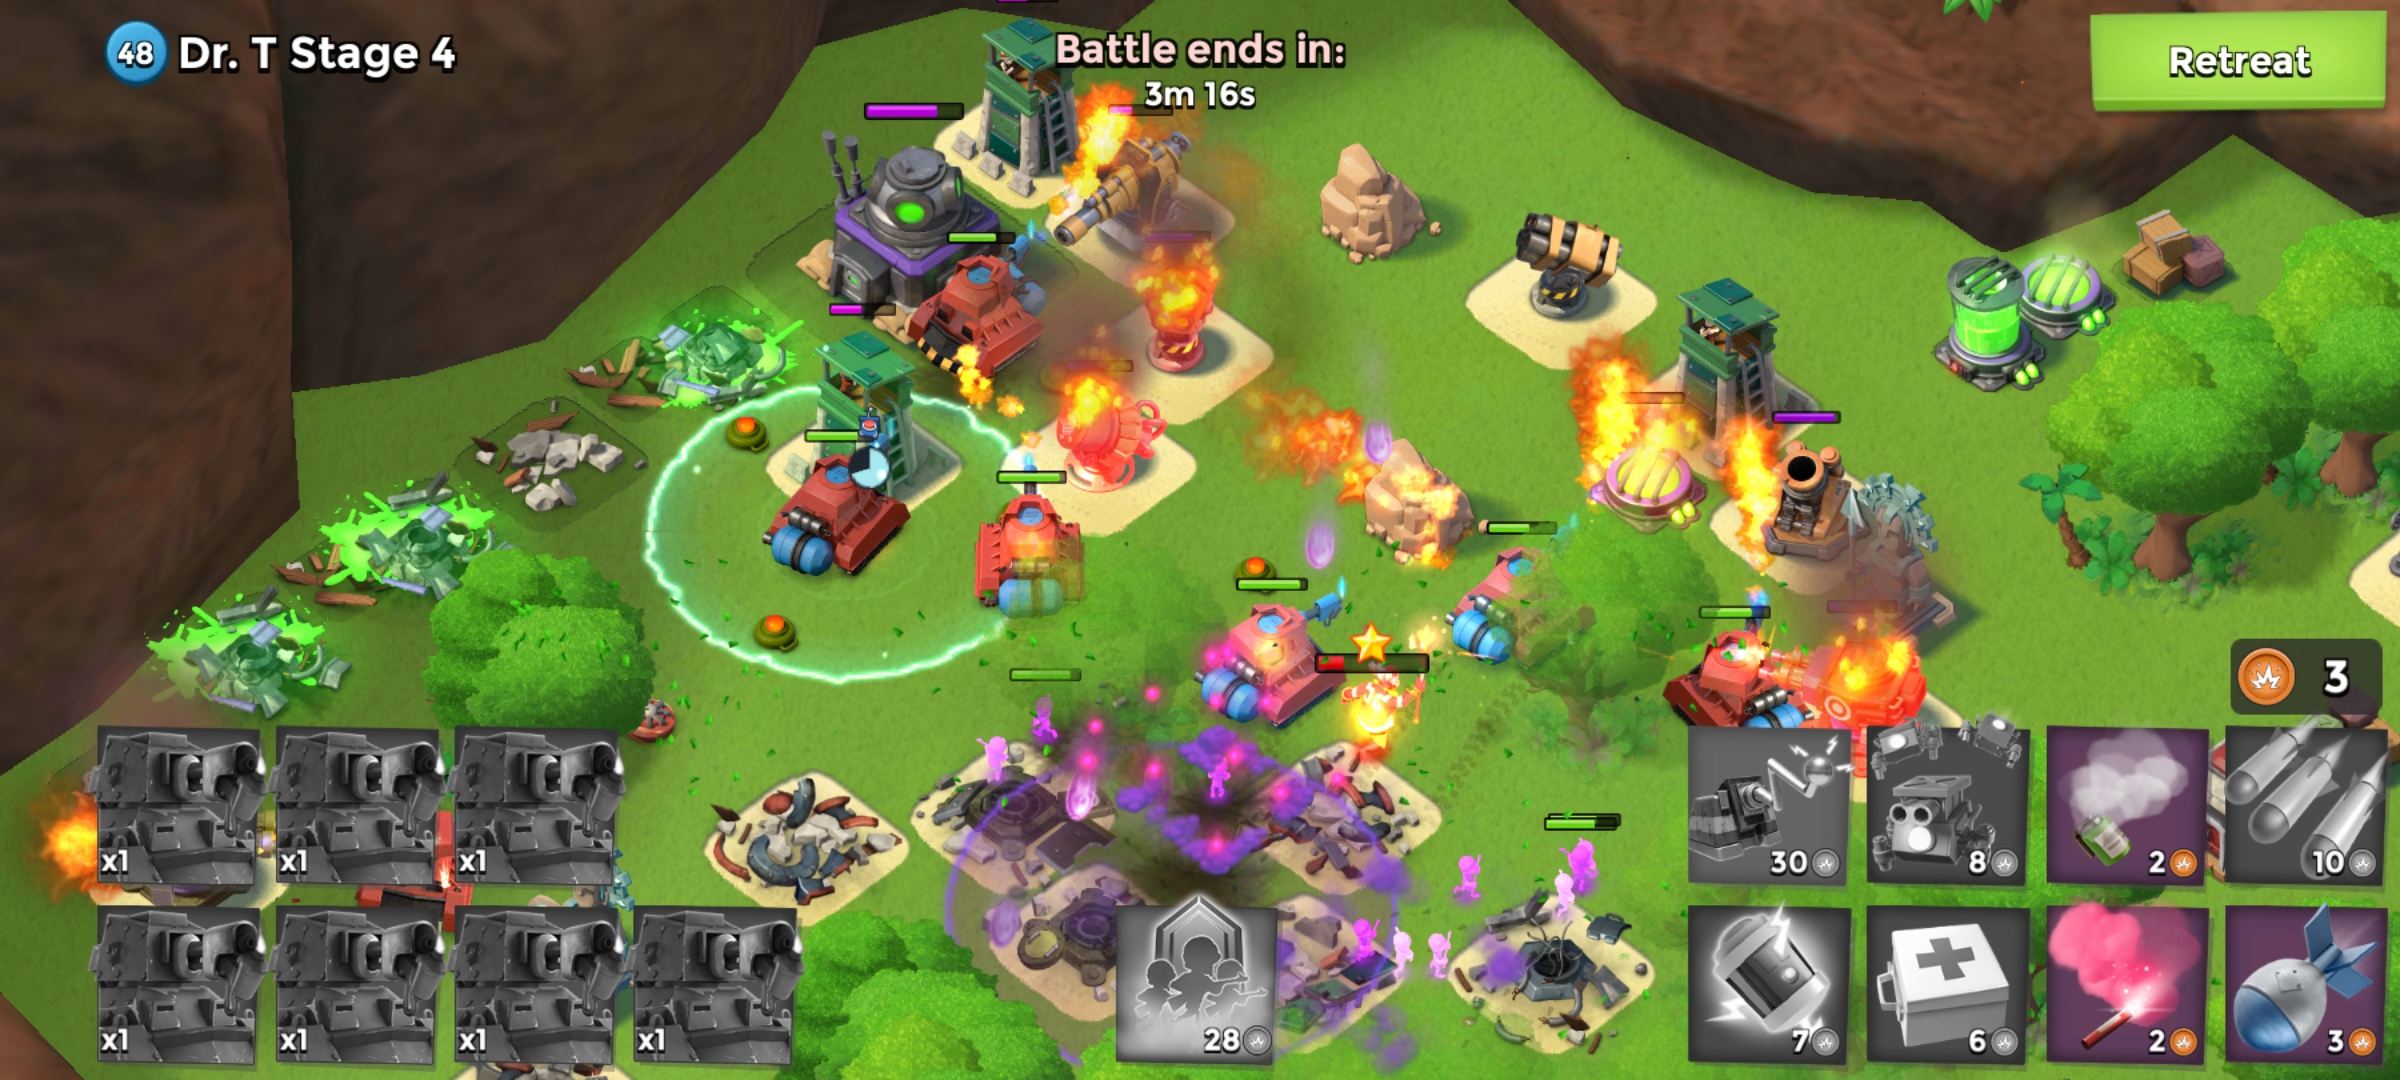 48 Dr. T Stage 4
Battle ends in:
3m 16s
Retreat
3
x1
x1
x1
30
8
2
10
x1
x1
x1
x1
28
7
6
2
3